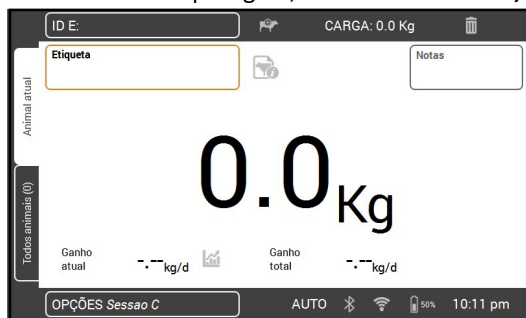 ID E:
CARGA: 0.0 Kg
Etiqueta
Notas
Animal atual
0.0Kg
Todos animais (0)
Ganho atual
-.--kg/d
Ganho total
-.--kg/d
OPÇÕES Sessao C
AUTO
50%
10:11 pm